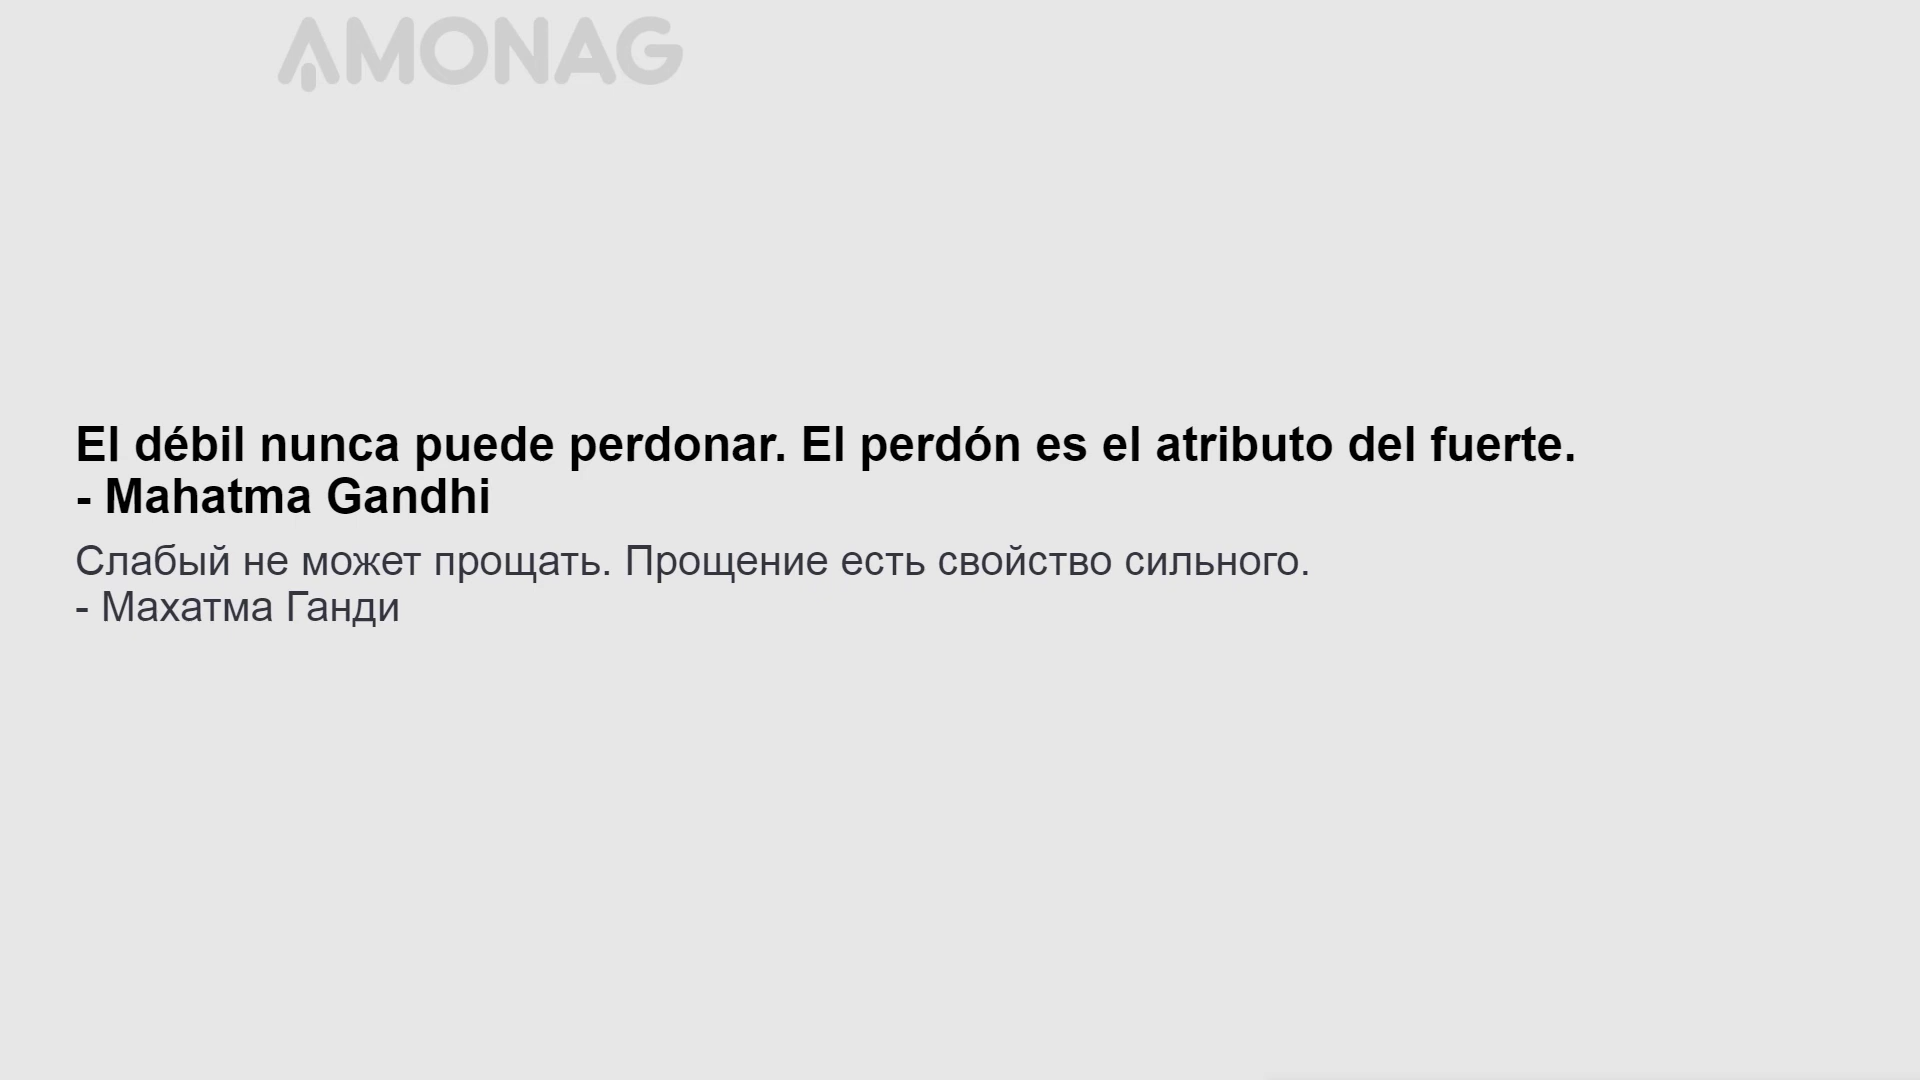 AMONAG
El débil nunca puede perdonar. El perdón es el atributo del fuerte.
- Mahatma Gandhi
Слабый не может прощать. Прощение есть свойство сильного.
- Махатма Ганди